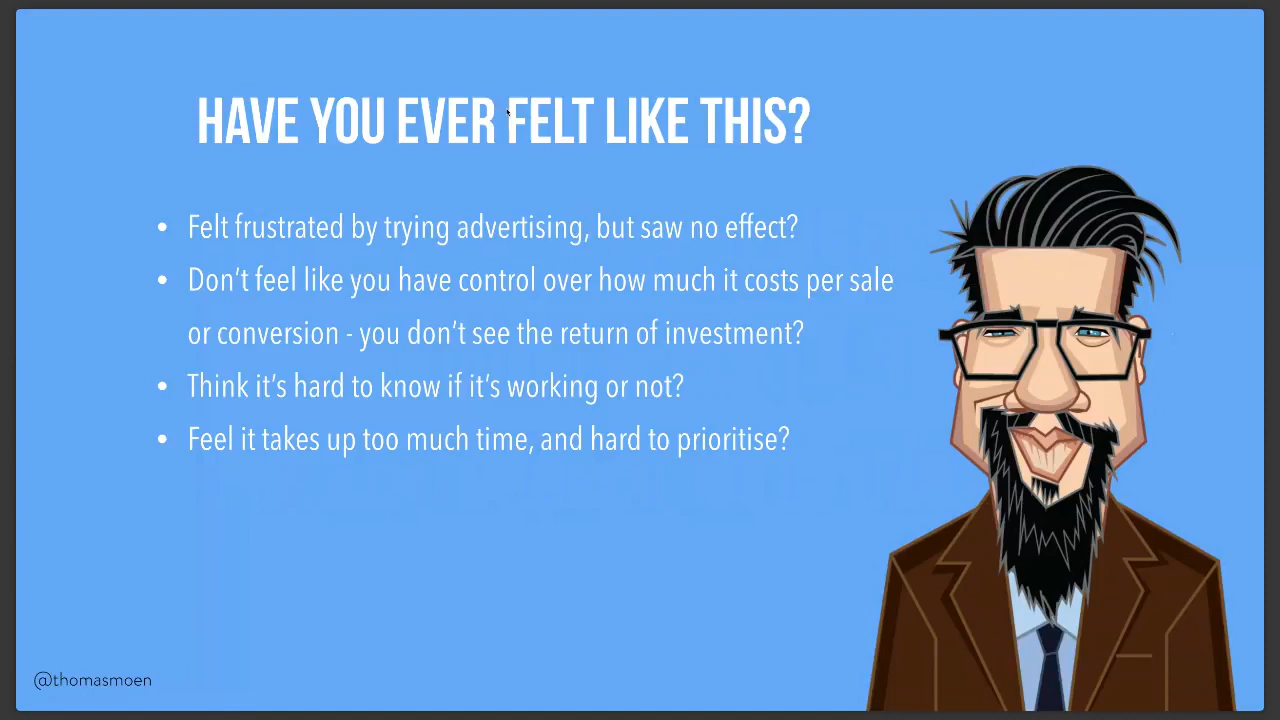 HAVE YOU EVER FELT LIKE THIS?
• Felt frustrated by trying advertising, but saw no effect?
• Don’t feel like you have control over how much it costs per sale
or conversion - you don’t see the return of investment?
• Think it’s hard to know if it’s working or not?
• Feel it takes up too much time, and hard to prioritise?
@thomasmoen